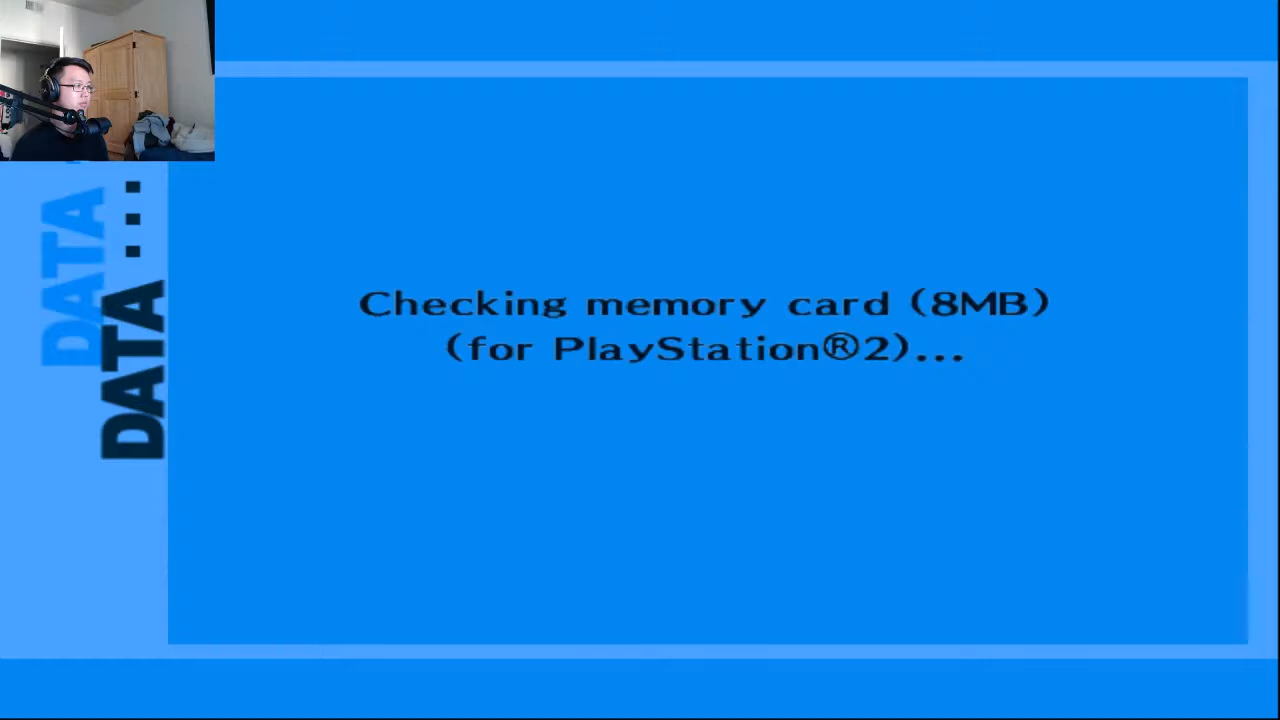 DATA
DATA...
Checking memory card (8MB)
(for PlayStation®2)...